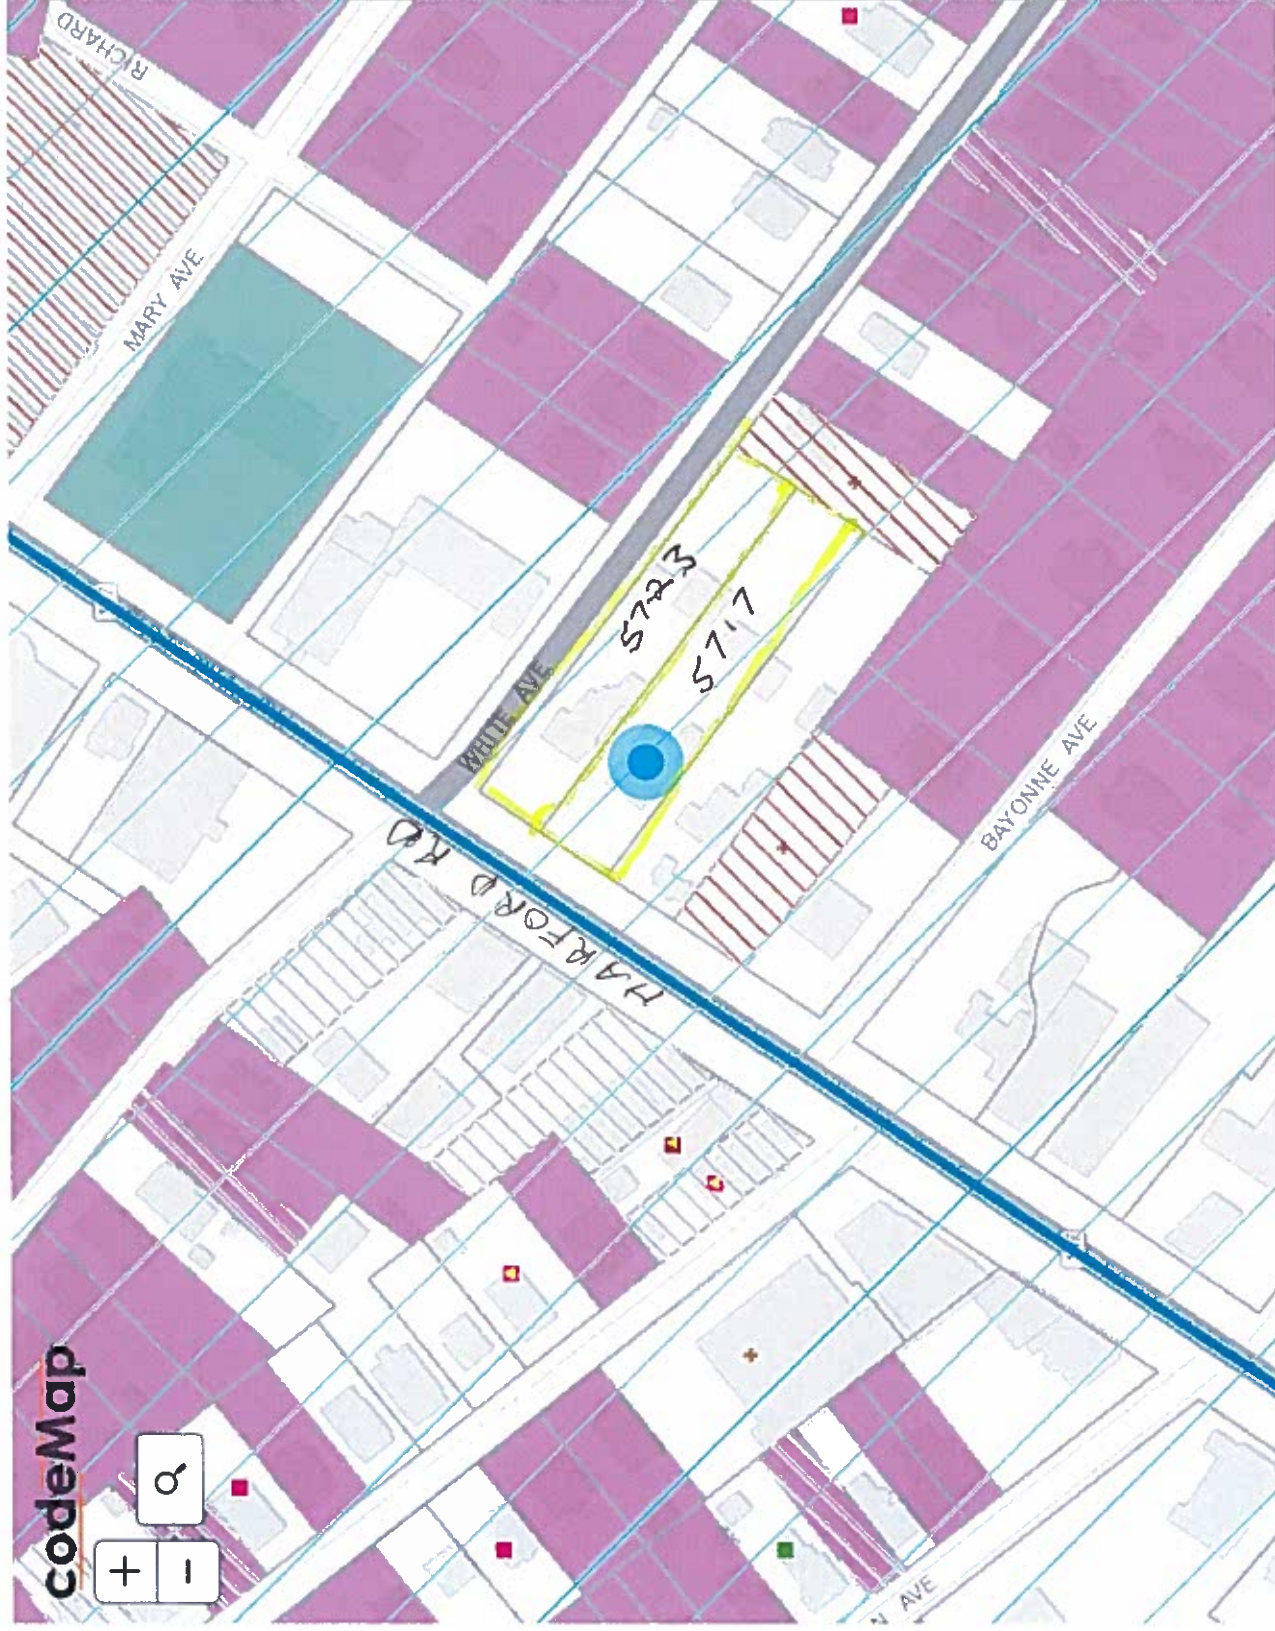 codeMap
+
−
RICHARD
MARY AVE
WHITE AVE
5723
5717
HARFORD RD
BAYONNE AVE
AVE